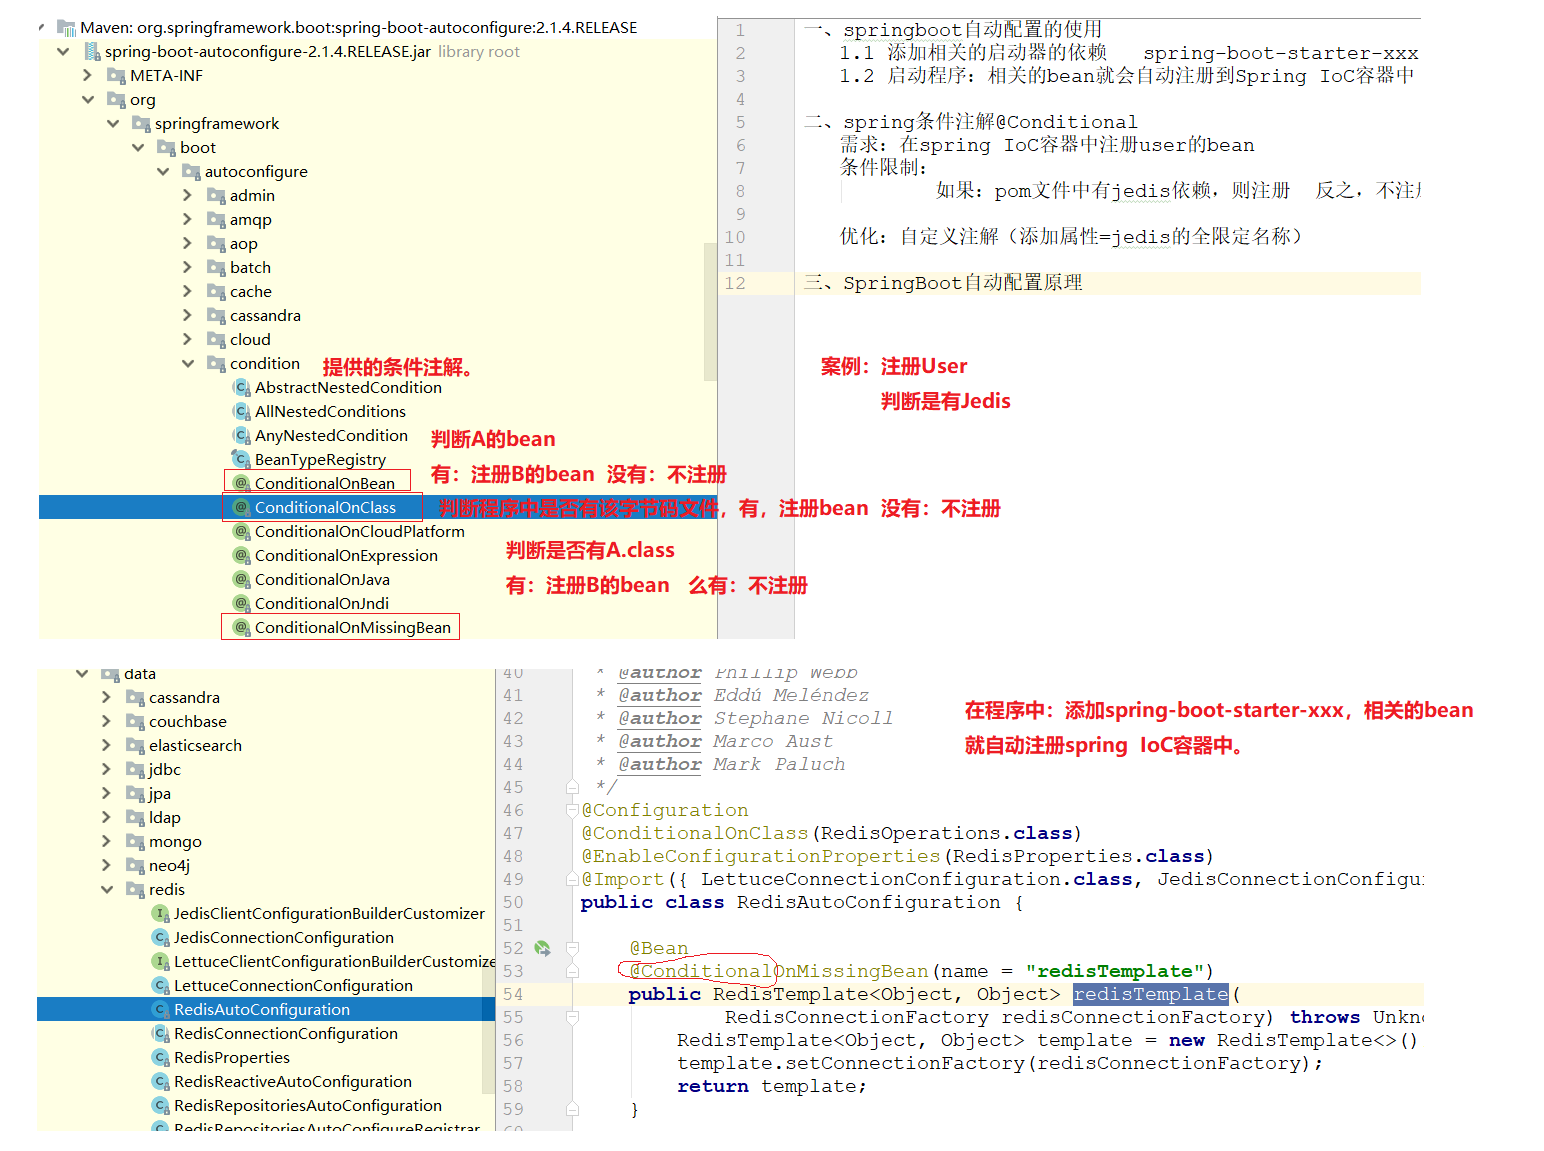 Maven: org.springframework.boot:spring-boot-autoconfigure:2.1.4.RELEASE
spring-boot-autoconfigure-2.1.4.RELEASE.jar library root
META-INF
org
springframework
boot
autoconfigure
admin
amqp
aop
batch
cache
cassandra
cloud
condition 提供的条件注解。
AbstractNestedCondition
AllNestedConditions
AnyNestedCondition
判断A的bean
BeanTypeRegistry
有：注册B的bean 没有：不注册
ConditionalOnBean
ConditionalOnClass 判断程序中是否有该字节码文件，有，注册bean 没有：不注册
ConditionalOnCloudPlatform
判断是否有A.class
ConditionalOnExpression
ConditionalOnJava
有：注册B的bean 么有：不注册
ConditionalOnJndi
ConditionalOnMissingBean
1 一、springboot自动配置的使用
2 1.1 添加相关的启动器的依赖 spring-boot-starter-xxx
3 1.2 启动程序：相关的bean就会自动注册到Spring IoC容器中
4
5 二、spring条件注解@Conditional
6 需求：在spring IoC容器中注册user的bean
7 条件限制：
8 如果：pom文件中有jedis依赖，则注册 反之，不注
9
10 优化：自定义注解（添加属性=jedis的全限定名称）
11
12 三、SpringBoot自动配置原理
案例：注册User
判断是有Jedis
data
cassandra
couchbase
elasticsearch
jdbc
jpa
ldap
mongo
neo4j
redis
JedisClientConfigurationBuilderCustomizer
JedisConnectionConfiguration
LettuceClientConfigurationBuilderCustomize
LettuceConnectionConfiguration
RedisAutoConfiguration
RedisConnectionConfiguration
RedisProperties
RedisReactiveAutoConfiguration
RedisRepositoriesAutoConfiguration
RedisRepositoriesAutoConfigureRegistrar
40 * @author Phillip Webb
41 * @author Eddú Meléndez
42 * @author Stephane Nicoll
43 * @author Marco Aust
44 * @author Mark Paluch
45 */
46 @Configuration
47 @ConditionalOnClass(RedisOperations.class)
48 @EnableConfigurationProperties(RedisProperties.class)
49 @Import({ LettuceConnectionConfiguration.class, JedisConnectionConfigu
50 public class RedisAutoConfiguration {
51
52 @Bean
53 @ConditionalOnMissingBean(name = "redisTemplate")
54 public RedisTemplate<Object, Object> redisTemplate(
55 RedisConnectionFactory redisConnectionFactory) throws Unkn
56 RedisTemplate<Object, Object> template = new RedisTemplate<>()
57 template.setConnectionFactory(redisConnectionFactory);
58 return template;
59 }
60
在程序中：添加spring-boot-starter-xxx，相关的bean
就自动注册spring IoC容器中。